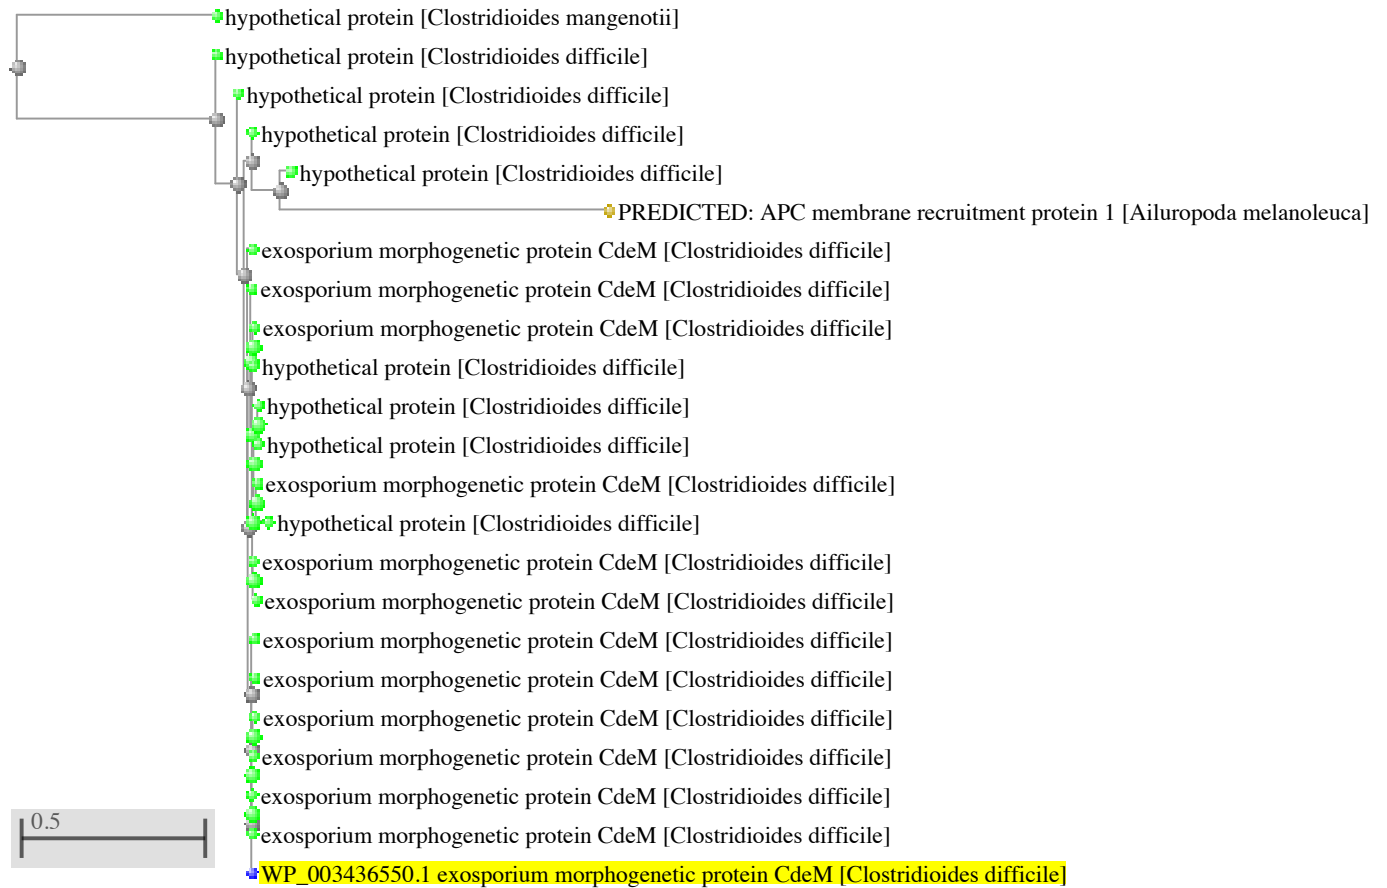 hypothetical protein [Clostridioides mangenotii]
hypothetical protein [Clostridioides difficile]
hypothetical protein [Clostridioides difficile]
hypothetical protein [Clostridioides difficile]
hypothetical protein [Clostridioides difficile]
PREDICTED: APC membrane recruitment protein 1 [Ailuropoda melanoleuca]
exosporium morphogenetic protein CdeM [Clostridioides difficile]
exosporium morphogenetic protein CdeM [Clostridioides difficile]
exosporium morphogenetic protein CdeM [Clostridioides difficile]
hypothetical protein [Clostridioides difficile]
hypothetical protein [Clostridioides difficile]
hypothetical protein [Clostridioides difficile]
exosporium morphogenetic protein CdeM [Clostridioides difficile]
hypothetical protein [Clostridioides difficile]
exosporium morphogenetic protein CdeM [Clostridioides difficile]
exosporium morphogenetic protein CdeM [Clostridioides difficile]
exosporium morphogenetic protein CdeM [Clostridioides difficile]
exosporium morphogenetic protein CdeM [Clostridioides difficile]
exosporium morphogenetic protein CdeM [Clostridioides difficile]
exosporium morphogenetic protein CdeM [Clostridioides difficile]
exosporium morphogenetic protein CdeM [Clostridioides difficile]
0.5
exosporium morphogenetic protein CdeM [Clostridioides difficile]
WP_003436550.1 exosporium morphogenetic protein CdeM [Clostridioides difficile]